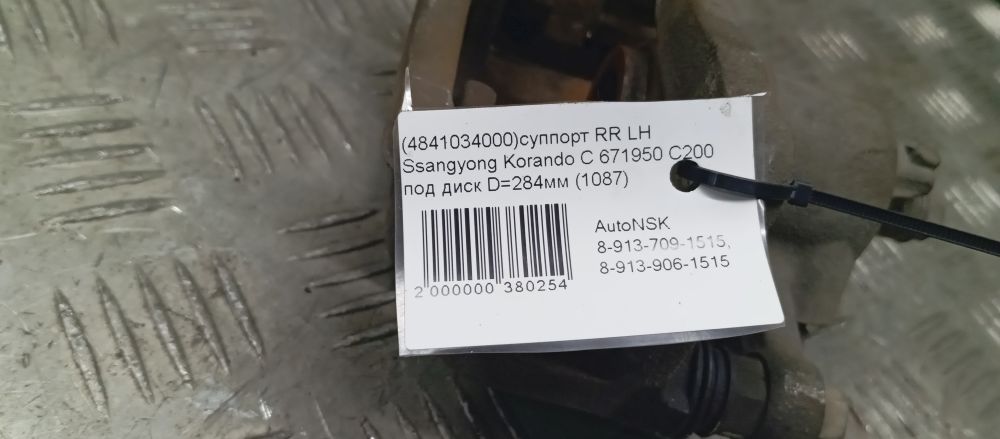 (4841034000)суппорт RR LH
Ssangyong Korando C 671950 C200
под диск D=284мм (1087)
AutoNSK
8-913-709-1515,
8-913-906-1515
2 000000 380254